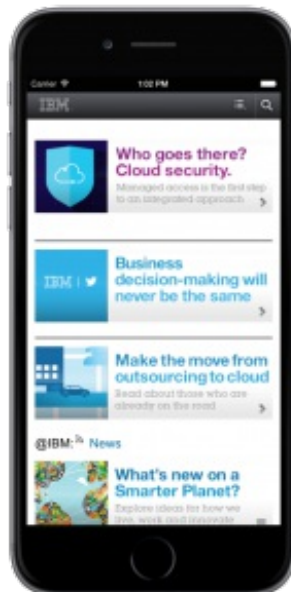 Carrier 1:02 PM
IBM
Who goes there?
Cloud security.
Managed access is the first step
to an integrated approach
IBM
Business
decision-making will
never be the same
Make the move from
outsourcing to cloud
Read about those who are
already on the road
@IBM: News
What's new on a
Smarter Planet?
Explore ideas for how we
live, work and innovate